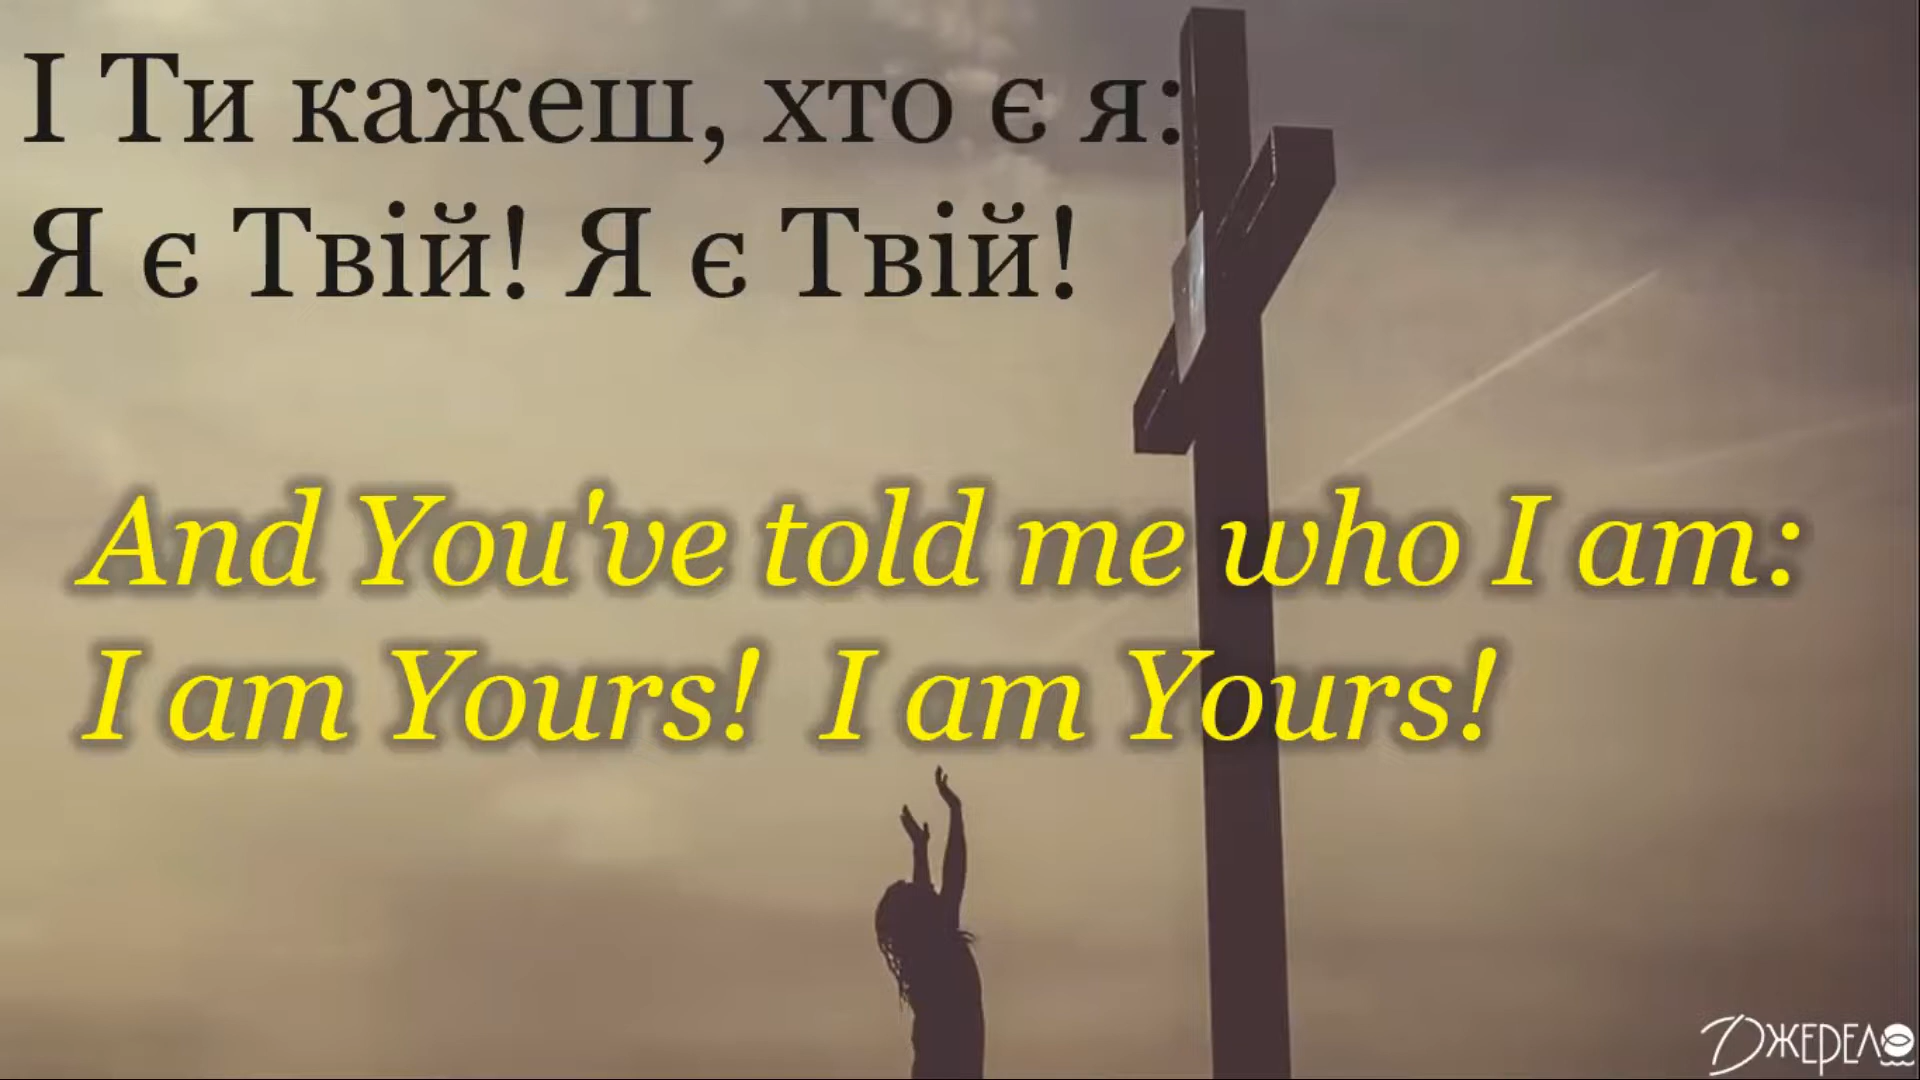 І Ти кажеш, хто є я:
Я є Твій! Я є Твій!
And You've told me who I am:
I am Yours! I am Yours!
ДЖЕРЕЛО